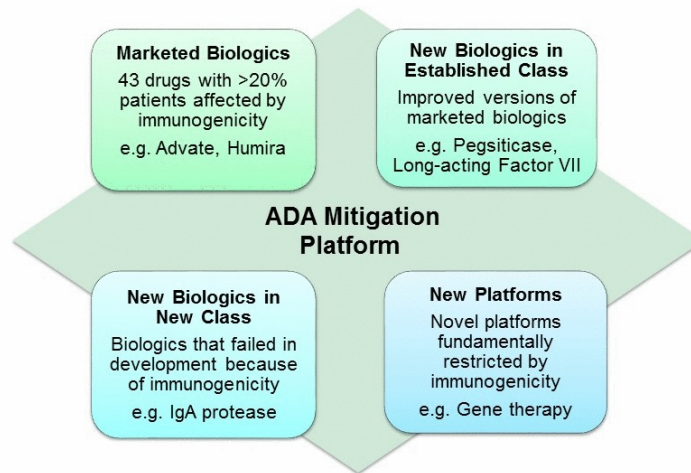 Marketed Biologics
43 drugs with >20%
patients affected by
immunogenicity
e.g. Advate, Humira
New Biologics in
Established Class
Improved versions of
marketed biologics
e.g. Pegsiticase,
Long-acting Factor VII
ADA Mitigation
Platform
New Biologics in
New Class
Biologics that failed in
development because
of immunogenicity
e.g. IgA protease
New Platforms
Novel platforms
fundamentally
restricted by
immunogenicity
e.g. Gene therapy